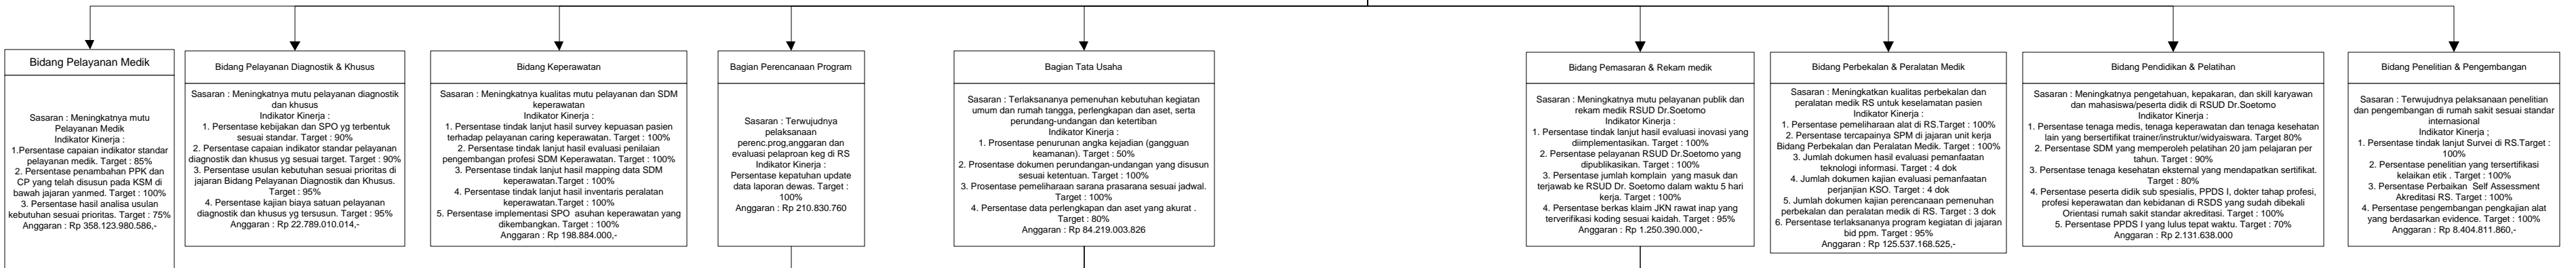 Bidang Pelayanan Medik
Sasaran : Meningkatnya mutu
Pelayanan Medik
Indikator Kinerja :
1.Persentase capaian indikator standar
pelayanan medik. Target : 85%
2. Persentase penambahan PPK dan
CP yang telah disusun pada KSM di
bawah jajaran yanmed. Target : 100%
3. Persentase hasil analisa usulan
kebutuhan sesuai prioritas. Target : 75%
Anggaran : Rp 358.123.980.586,-
Bidang Pelayanan Diagnostik & Khusus
Sasaran : Meningkatnya mutu pelayanan diagnostik
dan khusus
Indikator Kinerja :
1. Persentase kebijakan dan SPO yg terbentuk
sesuai standar. Target : 90%
2. Persentase capaian indikator standar pelayanan
diagnostik dan khusus yg sesuai target. Target : 90%
3. Persentase usulan kebutuhan sesuai prioritas di
jajaran Bidang Pelayanan Diagnostik dan Khusus.
Target : 95%
4. Persentase kajian biaya satuan pelayanan
diagnostik dan khusus yg tersusun. Target : 95%
Anggaran : Rp 22.789.010.014,-
Bidang Keperawatan
Sasaran : Meningkatnya kualitas mutu pelayanan dan SDM
keperawatan
Indikator Kinerja :
1. Persentase tindak lanjut hasil survey kepuasan pasien
terhadap pelayanan caring keperawatan. Target : 100%
2. Persentase tindak lanjut hasil evaluasi penilaian
pengembangan profesi SDM Keperawatan. Target : 100%
3. Persentase tindak lanjut hasil mapping data SDM
keperawatan.Target : 100%
4. Persentase tindak lanjut hasil inventaris peralatan
keperawatan.Target : 100%
5. Persentase implementasi SPO  asuhan keperawatan yang
dikembangkan. Target : 100%
Anggaran : Rp 198.884.000,-
Bagian Perencanaan Program
Sasaran : Terwujudnya
pelaksanaan
perenc.prog,anggaran dan
evaluasi pelaproan keg di RS
Indikator Kinerja :
Persentase kepatuhan update
data laporan dewas. Target :
100%
Anggaran : Rp 210.830.760
Bagian Tata Usaha
Sasaran : Terlaksananya pemenuhan kebutuhan kegiatan
umum dan rumah tangga, perlengkapan dan aset, serta
perundang-undangan dan ketertiban
Indikator Kinerja :
1. Prosentase penurunan angka kejadian (gangguan
keamanan). Target : 50%
2. Prosentase dokumen perundangan-undangan yang disusun
sesuai ketentuan. Target : 100%
3. Prosentase pemeliharaan sarana prasarana sesuai jadwal.
Target : 100%
4. Persentase data perlengkapan dan aset yang akurat .
Target : 80%
Anggaran : Rp 84.219.003.826
Bidang Pemasaran & Rekam medik
Sasaran : Meningkatnya mutu pelayanan publik dan
rekam medik RSUD Dr.Soetomo
Indikator Kinerja :
1. Persentase tindak lanjut hasil evaluasi inovasi yang
diimplementasikan. Target : 100%
2. Persentase pelayanan RSUD Dr.Soetomo yang
dipublikasikan. Target : 100%
3. Persentase jumlah komplain  yang masuk dan
terjawab ke RSUD Dr. Soetomo dalam waktu 5 hari
kerja. Target : 100%
4. Persentase berkas klaim JKN rawat inap yang
terverifikasi koding sesuai kaidah. Target : 95%
Anggaran : Rp 1.250.390.000,-
Bidang Perbekalan & Peralatan Medik
Sasaran : Meningkatkan kualitas perbekalan dan
peralatan medik RS untuk keselamatan pasien
Indikator Kinerja :
1. Persentase pemeliharaan alat di RS.Target : 100%
2. Persentase tercapainya SPM di jajaran unit kerja
Bidang Perbekalan dan Peralatan Medik. Target : 100%
3. Jumlah dokumen hasil evaluasi pemanfaatan
teknologi informasi. Target : 4 dok
4. Jumlah dokumen kajian evaluasi pemanfaatan
perjanjian KSO. Target : 4 dok
5. Jumlah dokumen kajian perencanaan pemenuhan
perbekalan dan peralatan medik di RS. Target : 3 dok
6. Persentase terlaksananya program kegiatan di jajaran
bid ppm. Target : 95%
Anggaran : Rp 125.537.168.525,-
Bidang Pendidikan & Pelatihan
Sasaran : Meningkatnya pengetahuan, kepakaran, dan skill karyawan
dan mahasiswa/peserta didik di RSUD Dr.Soetomo
Indikator Kinerja :
1. Persentase tenaga medis, tenaga keperawatan dan tenaga kesehatan
lain yang bersertifikat trainer/instruktur/widyaiswara. Target 80%
2. Persentase SDM yang memperoleh pelatihan 20 jam pelajaran per
tahun. Target : 90%
3. Persentase tenaga kesehatan eksternal yang mendapatkan sertifikat.
Target : 80%
4. Persentase peserta didik sub spesialis, PPDS I, dokter tahap profesi,
profesi keperawatan dan kebidanan di RSDS yang sudah dibekali
Orientasi rumah sakit standar akreditasi. Target : 100%
5. Persentase PPDS I yang lulus tepat waktu. Target : 70%
Anggaran : Rp 2.131.638.000
Bidang Penelitian & Pengembangan
Sasaran : Terwujudnya pelaksanaan penelitian
dan pengembangan di rumah sakit sesuai standar
internasional
Indikator Kinerja ;
1. Persentase tindak lanjut Survei di RS.Target :
100%
2. Persentase penelitian yang tersertifikasi
kelaikan etik . Target : 100%
3. Persentase Perbaikan  Self Assessment
Akreditasi RS. Target : 100%
4. Persentase pengembangan pengkajian alat
yang berdasarkan evidence. Target : 100%
Anggaran : Rp 8.404.811.860,-